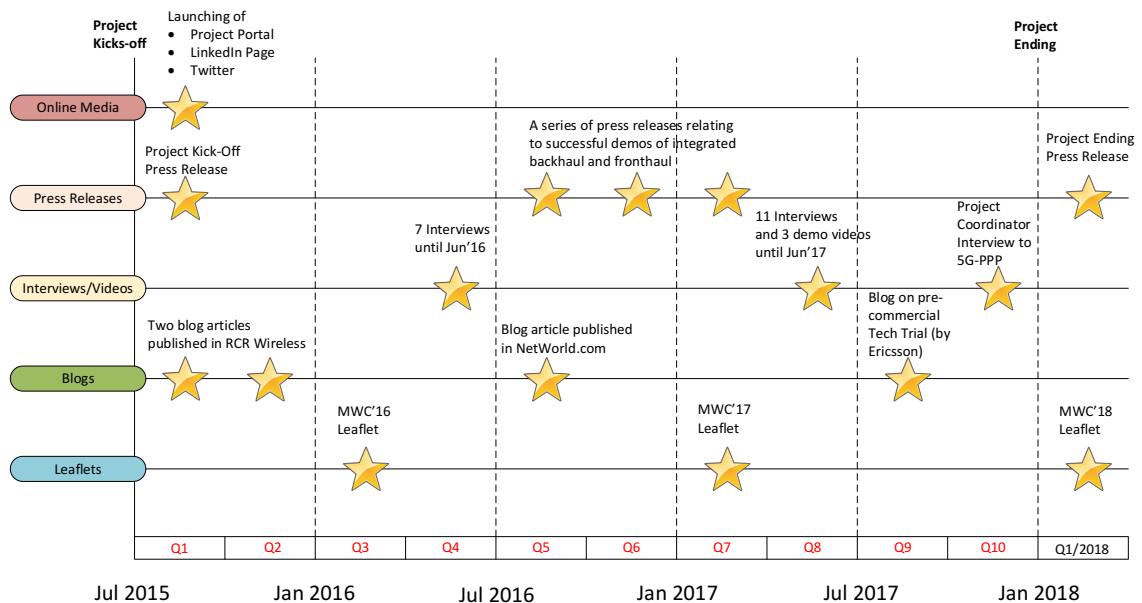 Project
Kicks-off
Launching of
• Project Portal
• LinkedIn Page
• Twitter
Project
Ending
Online Media
Project Kick-Off
Press Release
A series of press releases relating
to successful demos of integrated
backhaul and fronthaul
Project Ending
Press Release
Press Releases
7 Interviews
until Jun'16
11 Interviews
and 3 demo videos
until Jun'17
Project
Coordinator
Interview to
5G-PPP
Interviews/Videos
Two blog articles
published in RCR Wireless
Blog article published
in NetWorld.com
Blog on pre-
commercial
Tech Trial (by
Ericsson)
Blogs
MWC'16
Leaflet
MWC'17
Leaflet
MWC'18
Leaflet
Leaflets
Q1 Q2 Q3 Q4 Q5 Q6 Q7 Q8 Q9 Q10 Q1/2018
Jul 2015 Jan 2016 Jul 2016 Jan 2017 Jul 2017 Jan 2018